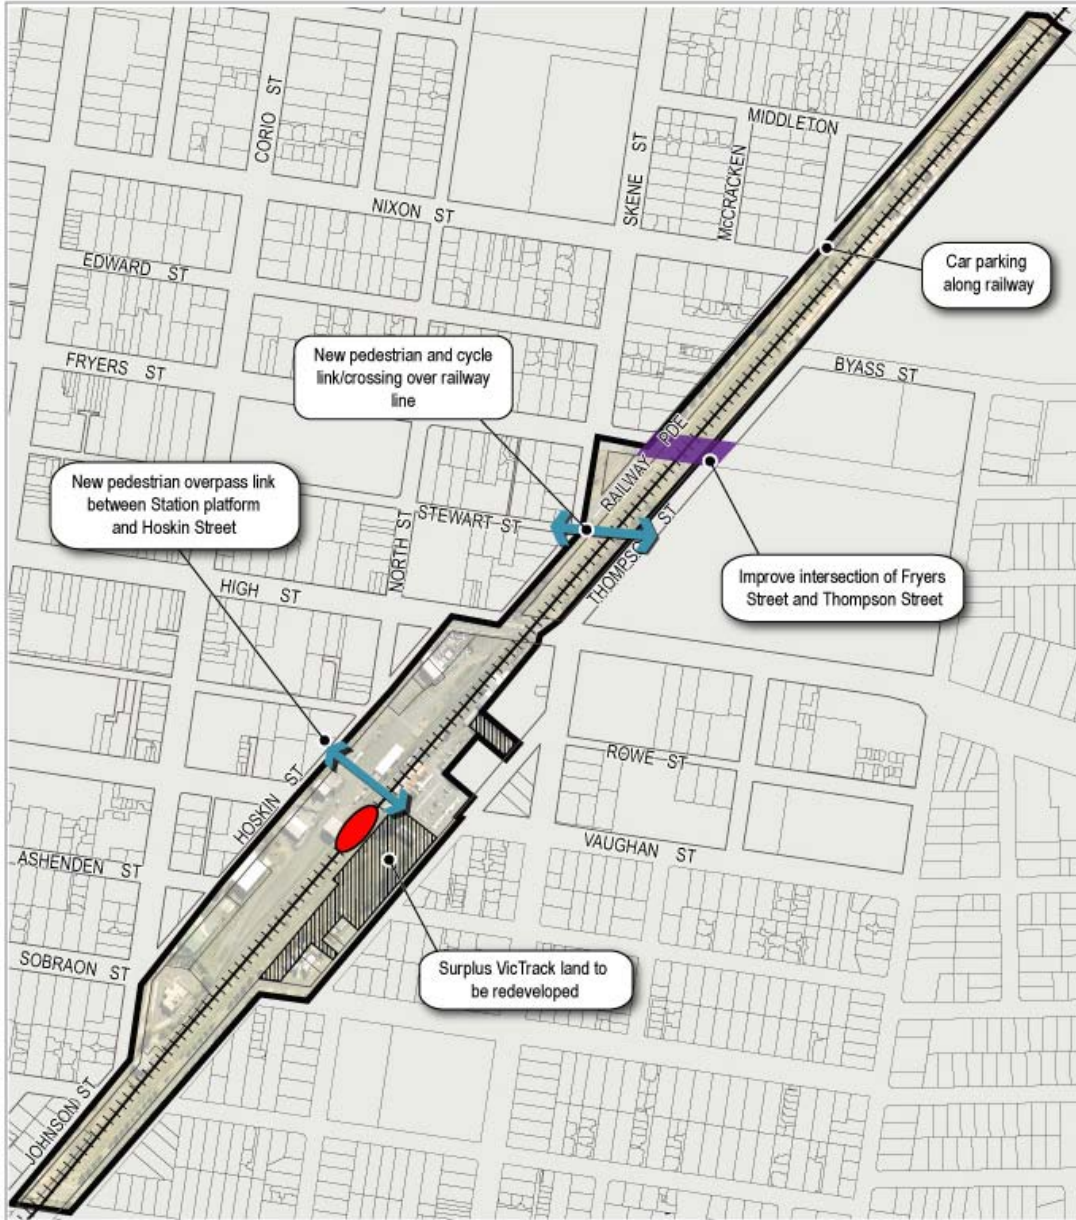 MIDDLETON
CORIO ST
SKENE ST
McCRACKEN
NIXON ST
EDWARD ST
Car parking
along railway
FRYERS ST
New pedestrian and cycle
link/crossing over railway
line
BYASS ST
RAILWAY PDE
New pedestrian overpass link
between Station platform
and Hoskin Street
STEWART ST
NORTH ST
THOMPSON ST
HIGH ST
Improve intersection of Fryers
Street and Thompson Street
ROWE ST
HOSKIN ST
VAUGHAN ST
ASHENDEN ST
SOBRAON ST
Surplus VicTrack land to
be redeveloped
JOHNSON ST